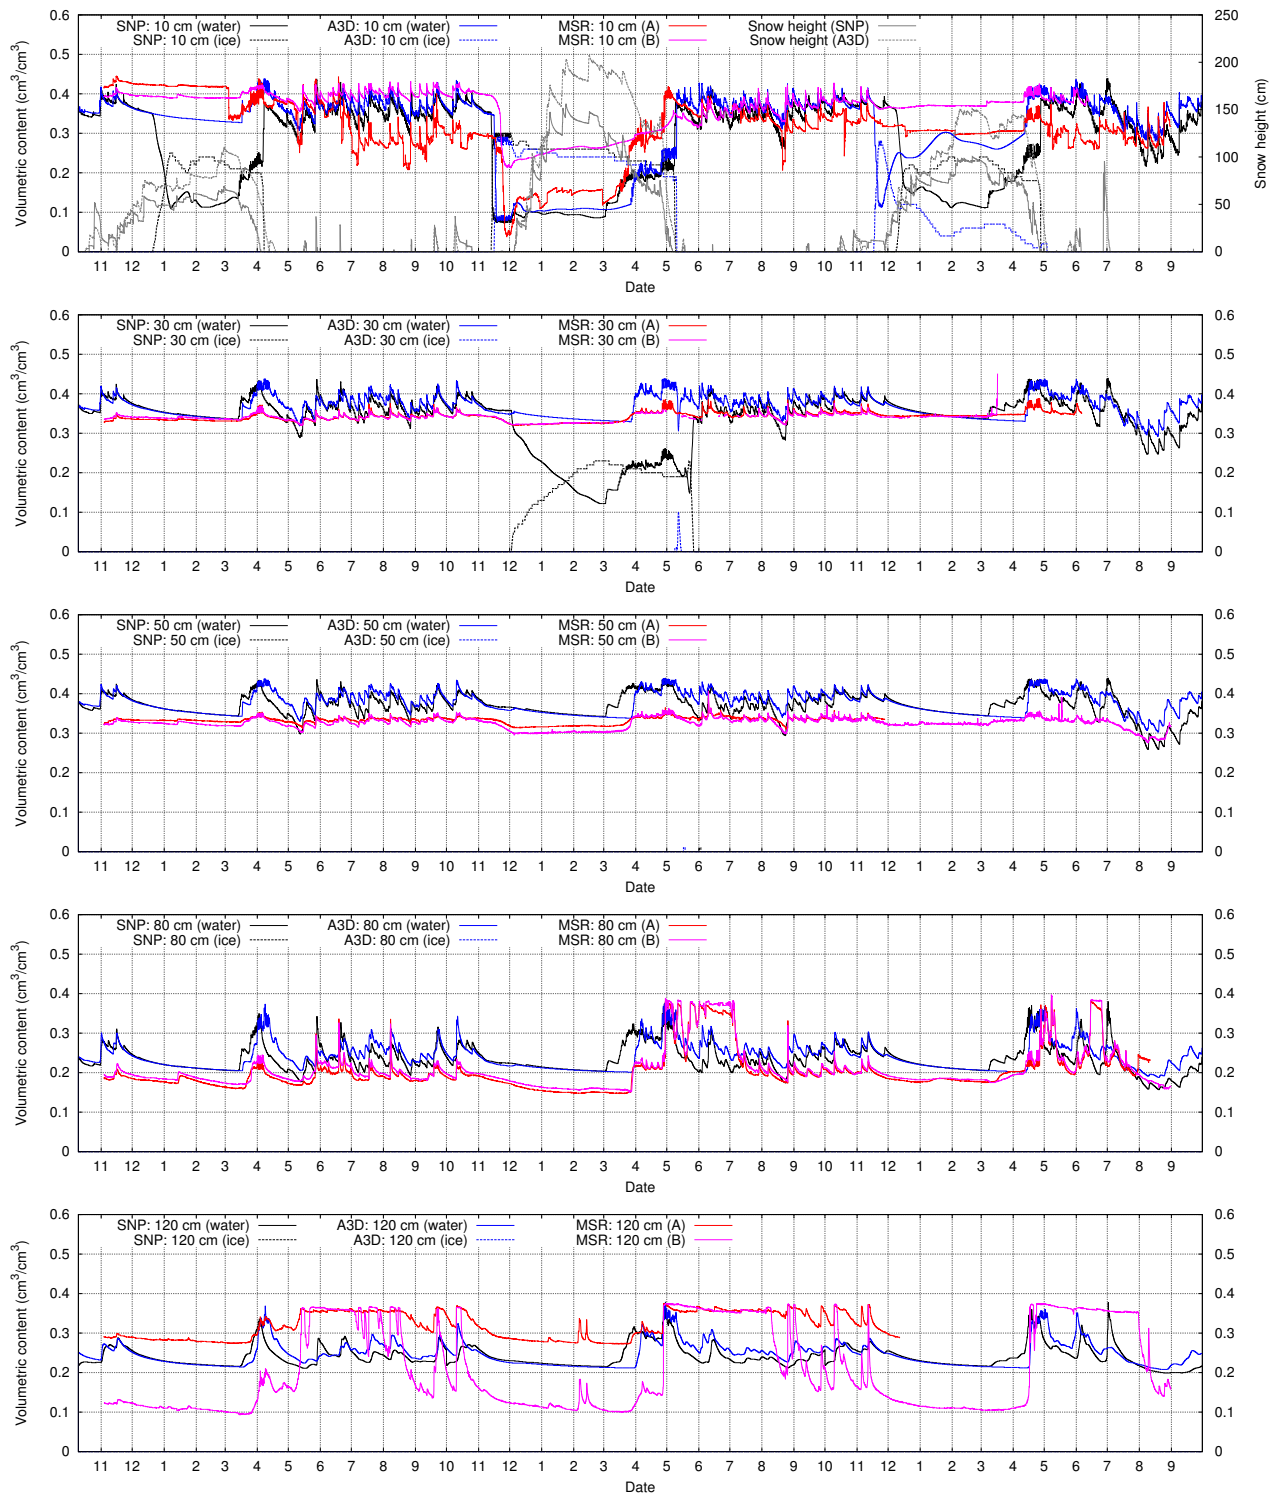 SNP: 10 cm (water) A3D: 10 cm (water) MSR: 10 cm (A) Snow height (SNP)
SNP: 10 cm (ice) A3D: 10 cm (ice) MSR: 10 cm (B) Snow height (A3D)
Volumetric content (cm³/cm³)
0.6
0.5
0.4
0.3
0.2
0.1
0
250
200
150
100
50
0
Snow height (cm)
11 12 1 2 3 4 5 6 7 8 9 10 11 12 1 2 3 4 5 6 7 8 9 10 11 12 1 2 3 4 5 6 7 8 9
Date
SNP: 30 cm (water) A3D: 30 cm (water) MSR: 30 cm (A)
SNP: 30 cm (ice) A3D: 30 cm (ice) MSR: 30 cm (B)
Volumetric content (cm³/cm³)
0.6 0.6
0.5 0.5
0.4 0.4
0.3 0.3
0.2 0.2
0.1 0.1
0 0
11 12 1 2 3 4 5 6 7 8 9 10 11 12 1 2 3 4 5 6 7 8 9 10 11 12 1 2 3 4 5 6 7 8 9
Date
SNP: 50 cm (water) A3D: 50 cm (water) MSR: 50 cm (A)
SNP: 50 cm (ice) A3D: 50 cm (ice) MSR: 50 cm (B)
Volumetric content (cm³/cm³)
0.6 0.6
0.5 0.5
0.4 0.4
0.3 0.3
0.2 0.2
0.1 0.1
0 0
11 12 1 2 3 4 5 6 7 8 9 10 11 12 1 2 3 4 5 6 7 8 9 10 11 12 1 2 3 4 5 6 7 8 9
Date
SNP: 80 cm (water) A3D: 80 cm (water) MSR: 80 cm (A)
SNP: 80 cm (ice) A3D: 80 cm (ice) MSR: 80 cm (B)
Volumetric content (cm³/cm³)
0.6 0.6
0.5 0.5
0.4 0.4
0.3 0.3
0.2 0.2
0.1 0.1
0 0
11 12 1 2 3 4 5 6 7 8 9 10 11 12 1 2 3 4 5 6 7 8 9 10 11 12 1 2 3 4 5 6 7 8 9
Date
SNP: 120 cm (water) A3D: 120 cm (water) MSR: 120 cm (A)
SNP: 120 cm (ice) A3D: 120 cm (ice) MSR: 120 cm (B)
Volumetric content (cm³/cm³)
0.6 0.6
0.5 0.5
0.4 0.4
0.3 0.3
0.2 0.2
0.1 0.1
0 0
11 12 1 2 3 4 5 6 7 8 9 10 11 12 1 2 3 4 5 6 7 8 9 10 11 12 1 2 3 4 5 6 7 8 9
Date